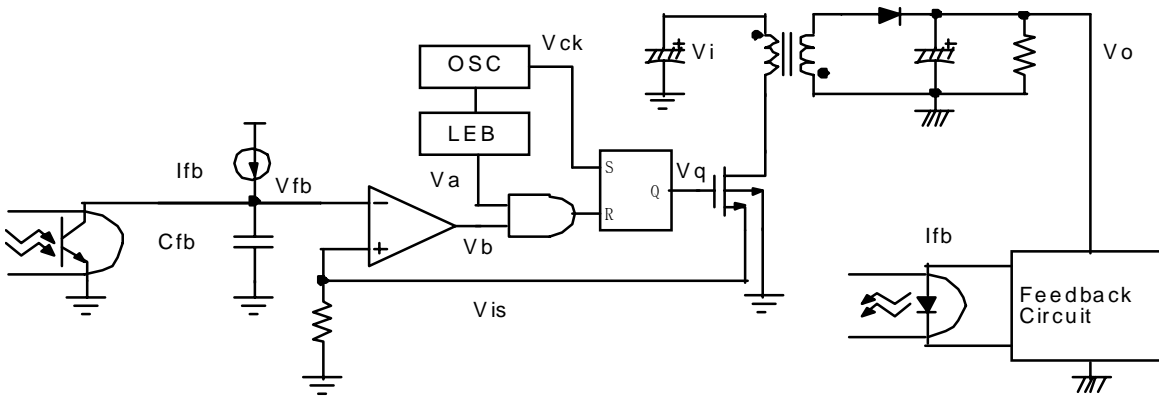 Vck
Vi
Vo
OSC
LEB
Ifb
Vfb
Va
S
Q
R
Vq
Cfb
Vb
Ifb
Vis
Feedback
Circuit
+
+
−
+